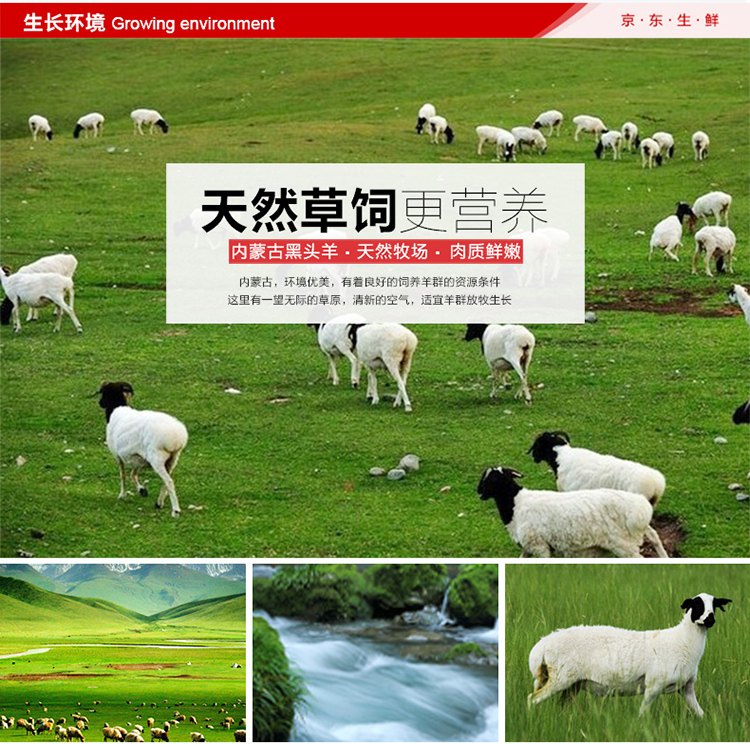 生长环境 Growing environment
京·东·生·鲜
天然草饲更营养
内蒙古黑头羊·天然牧场·肉质鲜嫩
内蒙古，环境优美，有着良好的饲养羊群的资源条件
这里有一望无际的草原，清新的空气，适宜羊群放牧生长